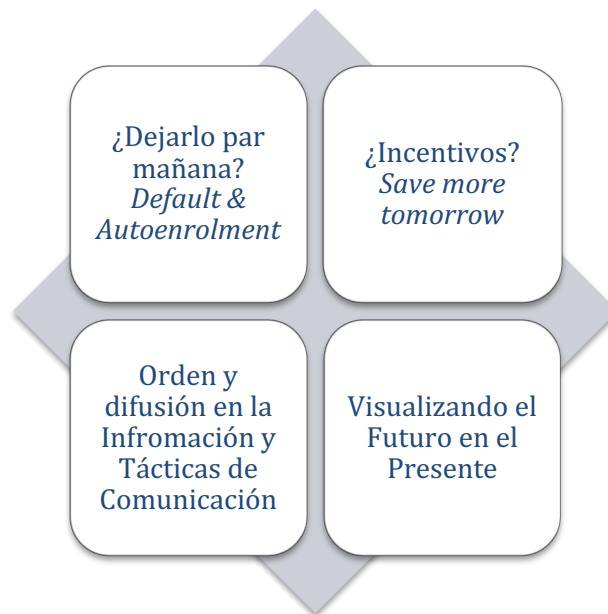 ¿Dejarlo par
mañana?
Default &
Autoenrolment
¿Incentivos?
Save more
tomorrow
Orden y
difusión en la
Infromación y
Tácticas de
Comunicación
Visualizando el
Futuro en el
Presente